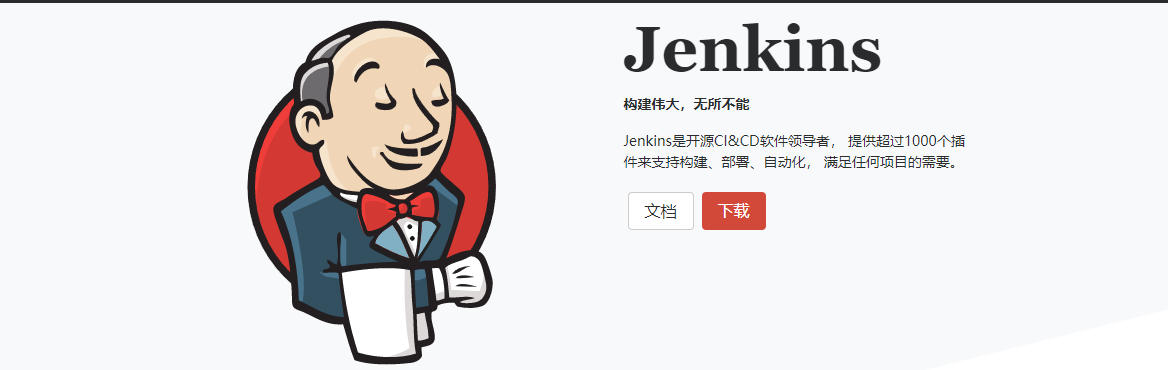 Jenkins
构建伟大，无所不能
Jenkins是开源CI&CD软件领导者， 提供超过1000个插
件来支持构建、部署、自动化， 满足任何项目的需要。
文档 下载